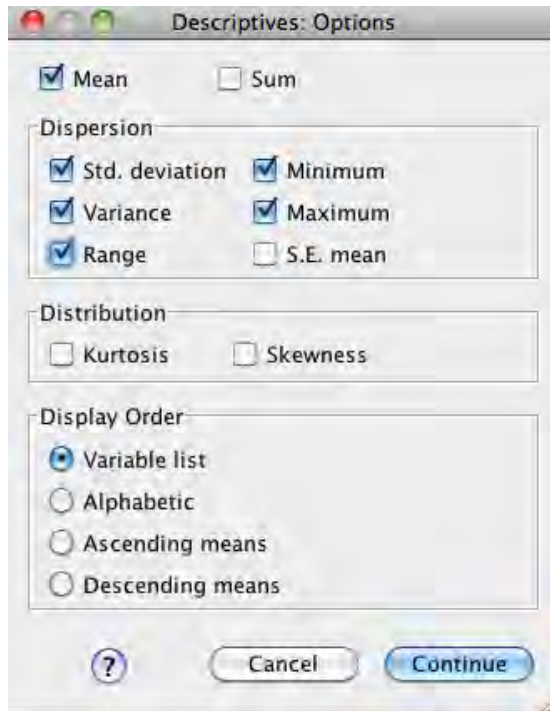 Descriptives: Options
Mean Sum
Dispersion
Std. deviation Minimum
Variance Maximum
Range S.E. mean
Distribution
Kurtosis Skewness
Display Order
Variable list
Alphabetic
Ascending means
Descending means
? Cancel Continue